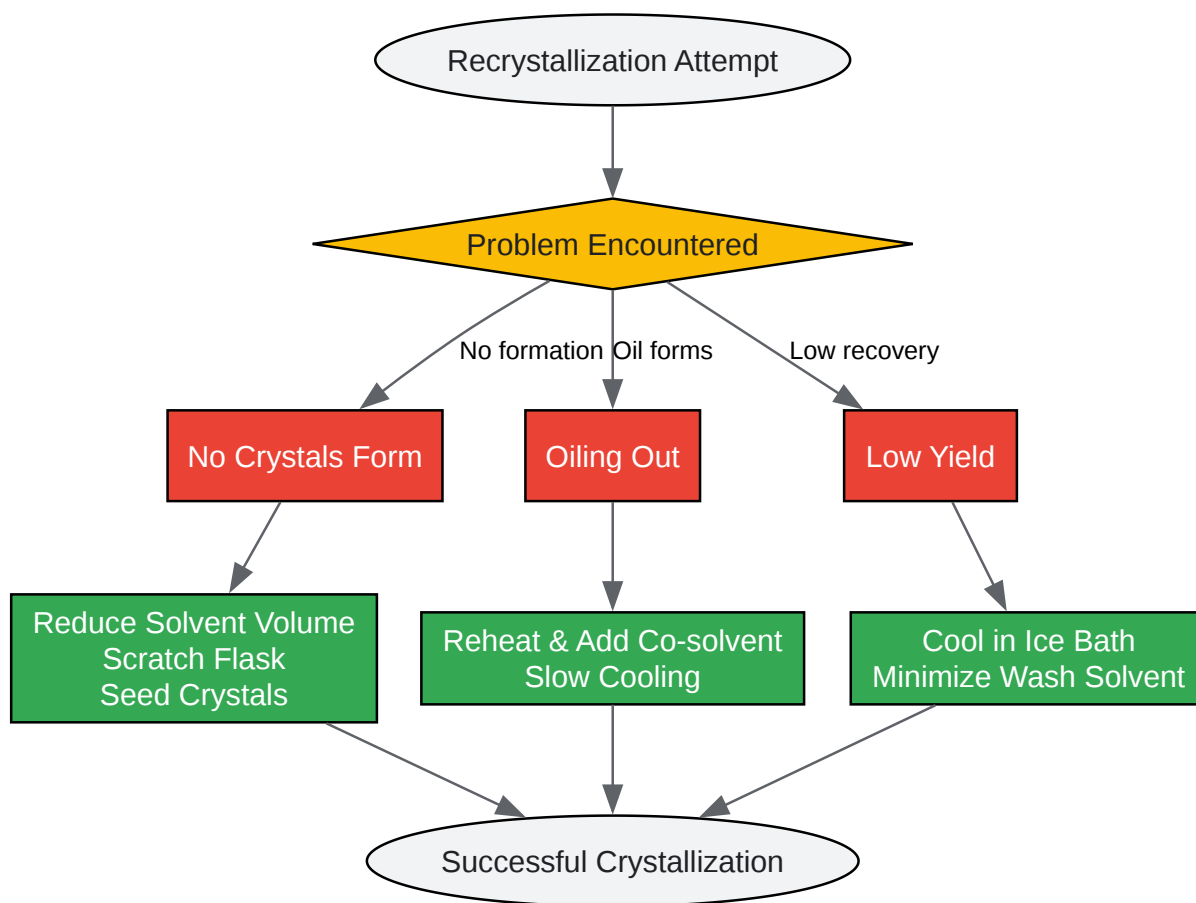 Recrystallization Attempt
Problem Encountered
No formation
Oil forms
Low recovery
No Crystals Form
Oiling Out
Low Yield
Reduce Solvent Volume
Scratch Flask
Seed Crystals
Reheat & Add Co-solvent
Slow Cooling
Cool in Ice Bath
Minimize Wash Solvent
Successful Crystallization